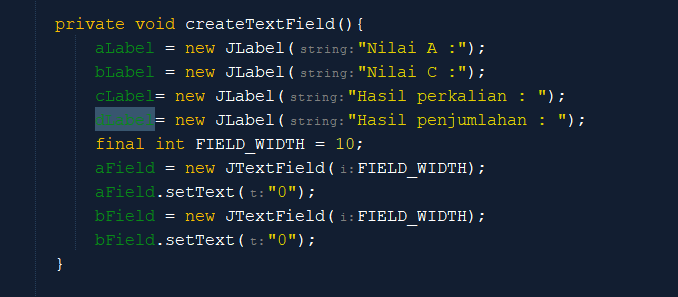 private void createTextField(){
aLabel = new JLabel(string:"Nilai A :");
bLabel = new JLabel(string:"Nilai C :");
cLabel= new JLabel(string:"Hasil perkalian : ");
dLabel= new JLabel(string:"Hasil penjumlahan : ");
final int FIELD_WIDTH = 10;
aField = new JTextField(i:FIELD_WIDTH);
aField.setText(t:"0");
bField = new JTextField(i:FIELD_WIDTH);
bField.setText(t:"0");
}